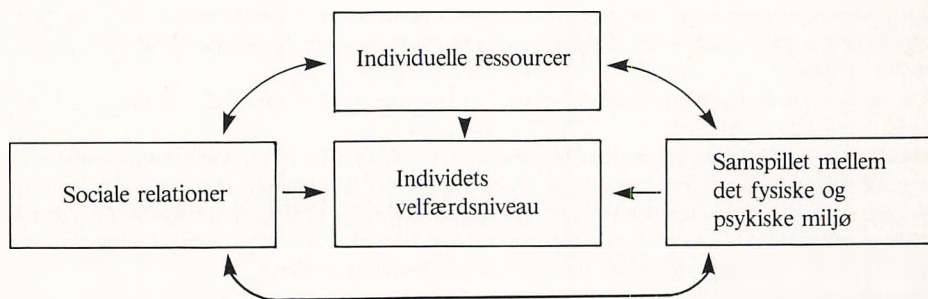 Individuelle ressourcer
Sociale relationer
Individets
velfærdsniveau
Samspillet mellem
det fysiske og
psykiske miljø